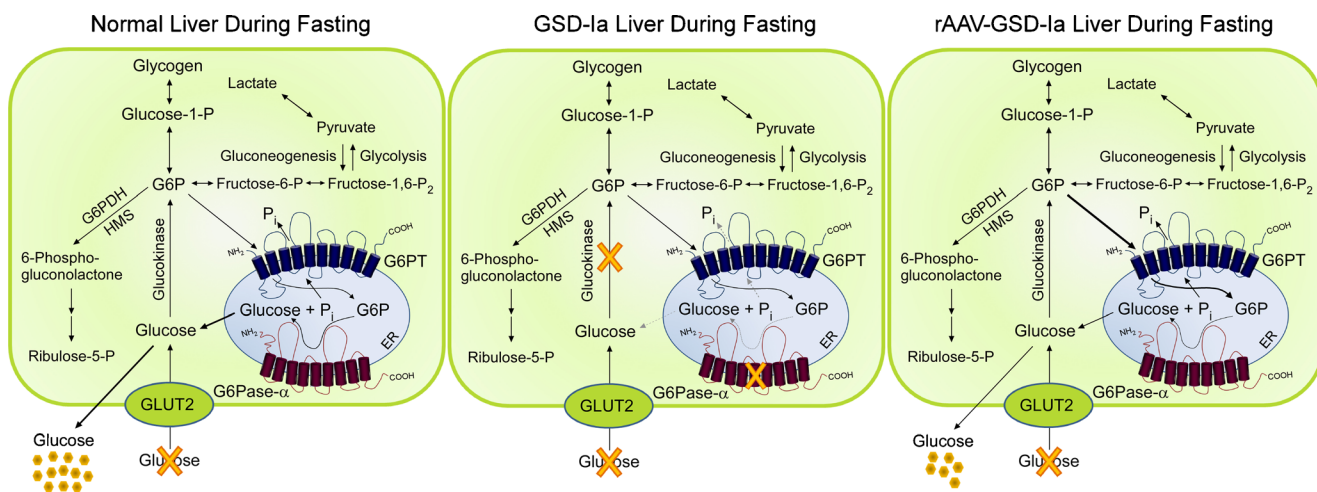 Normal Liver During Fasting
Glycogen
Lactate
Glucose-1-P
Pyruvate
Gluconeogenesis
Glycolysis
G6P
Fructose-6-P
Fructose-1,6-P₂
G6PDH
HMS
Pᵢ
COOH
NH₂
G6PT
6-Phospho-
gluconolactone
Glucokinase
Glucose + Pᵢ
G6P
Glucose
ER
NH₂
Ribulose-5-P
COOH
G6Pase-α
GLUT2
Glucose
Glucose
GSD-Ia Liver During Fasting
Glycogen
Lactate
Glucose-1-P
Pyruvate
Gluconeogenesis
Glycolysis
G6P
Fructose-6-P
Fructose-1,6-P₂
G6PDH
HMS
Pᵢ
COOH
NH₂
G6PT
6-Phospho-
gluconolactone
Glucokinase
Glucose + Pᵢ
G6P
Glucose
ER
NH₂
Ribulose-5-P
COOH
G6Pase-α
GLUT2
Glucose
rAAV-GSD-Ia Liver During Fasting
Glycogen
Lactate
Glucose-1-P
Pyruvate
Gluconeogenesis
Glycolysis
G6P
Fructose-6-P
Fructose-1,6-P₂
G6PDH
HMS
Pᵢ
COOH
NH₂
G6PT
6-Phospho-
gluconolactone
Glucokinase
Glucose + Pᵢ
G6P
Glucose
ER
NH₂
Ribulose-5-P
COOH
G6Pase-α
GLUT2
Glucose
Glucose